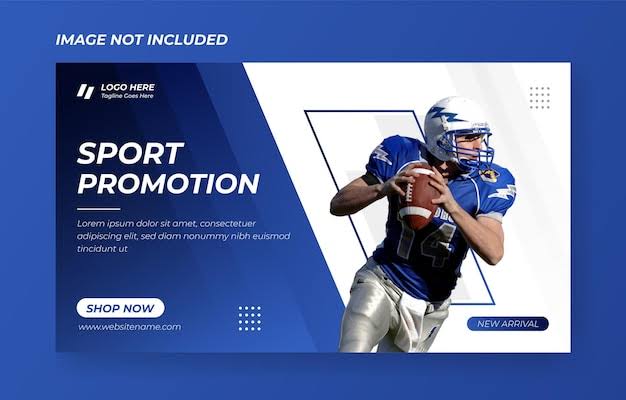 IMAGE NOT INCLUDED
LOGO HERE
Tagline Goes Here
SPORT
PROMOTION
Lorem ipsum dolor sit amet, consectetuer
adipiscing elit, sed diam nonummy nibh euismod
tincidunt
SHOP NOW
www.websitename.com
14
NEW ARRIVAL